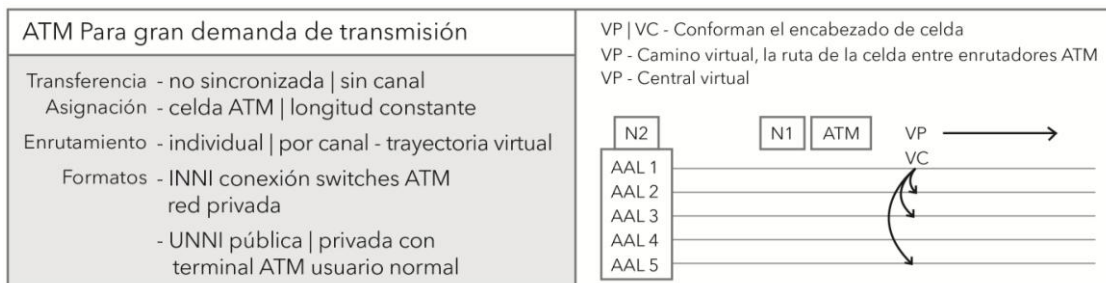 ATM Para gran demanda de transmisión
Transferencia - no sincronizada | sin canal
Asignación - celda ATM | longitud constante
Enrutamiento - individual | por canal - trayectoria virtual
Formatos - INNI conexión switches ATM
red privada
- UNNI pública | privada con
terminal ATM usuario normal
VP | VC - Conforman el encabezado de celda
VP - Camino virtual, la ruta de la celda entre enrutadores ATM
VP - Central virtual
N2 N1 ATM VP
VC
AAL 1
AAL 2
AAL 3
AAL 4
AAL 5